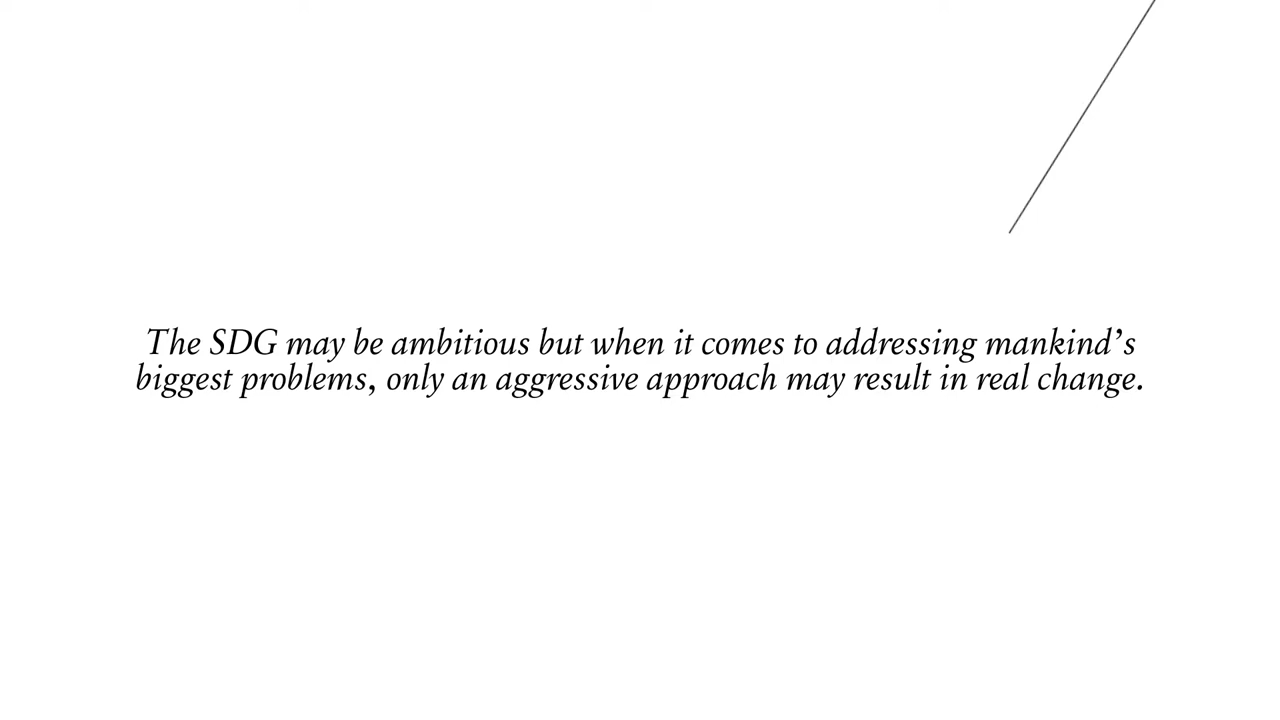 The SDG may be ambitious but when it comes to addressing mankind’s
biggest problems, only an aggressive approach may result in real change.